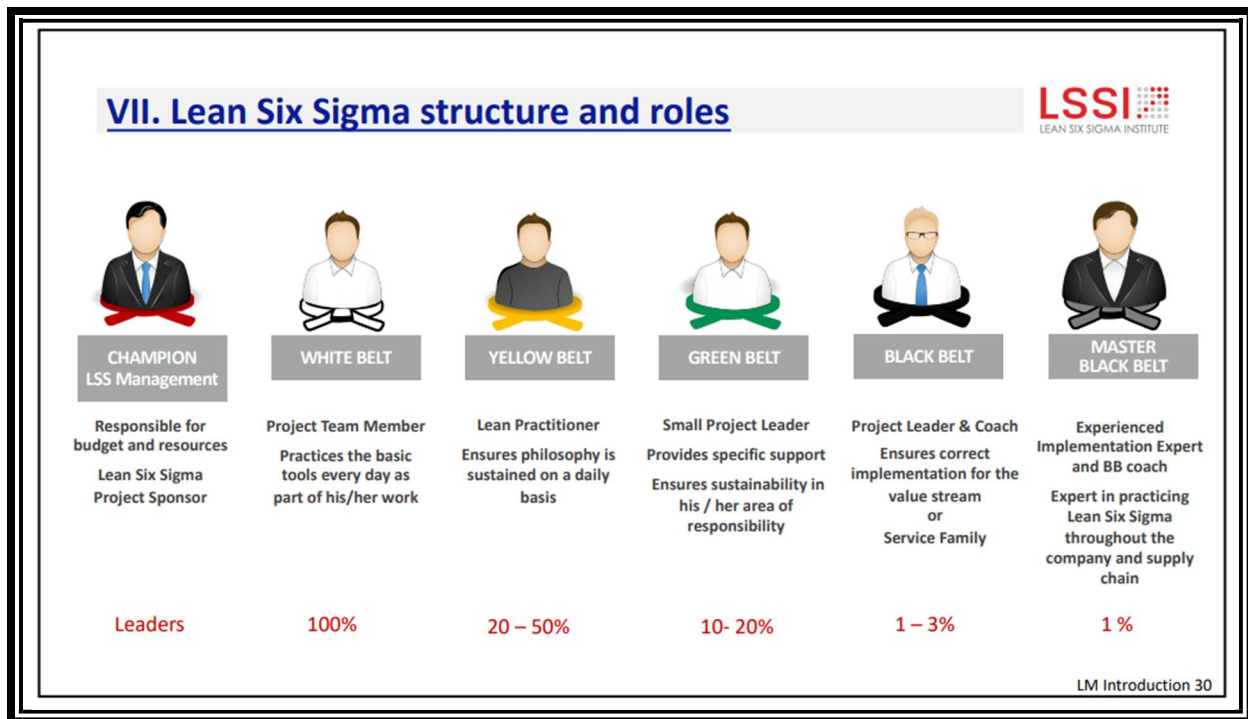 VII. Lean Six Sigma structure and roles
LSSI
LEAN SIX SIGMA INSTITUTE
CHAMPION
LSS Management
Responsible for
budget and resources
Lean Six Sigma
Project Sponsor
Leaders
WHITE BELT
Project Team Member
Practices the basic
tools every day as
part of his/her work
100%
YELLOW BELT
Lean Practitioner
Ensures philosophy is
sustained on a daily
basis
20 – 50%
GREEN BELT
Small Project Leader
Provides specific support
Ensures sustainability in
his / her area of
responsibility
10- 20%
BLACK BELT
Project Leader & Coach
Ensures correct
implementation for the
value stream
or
Service Family
1 – 3%
MASTER
BLACK BELT
Experienced
Implementation Expert
and BB coach
Expert in practicing
Lean Six Sigma
throughout the
company and supply
chain
1 %
LM Introduction 30